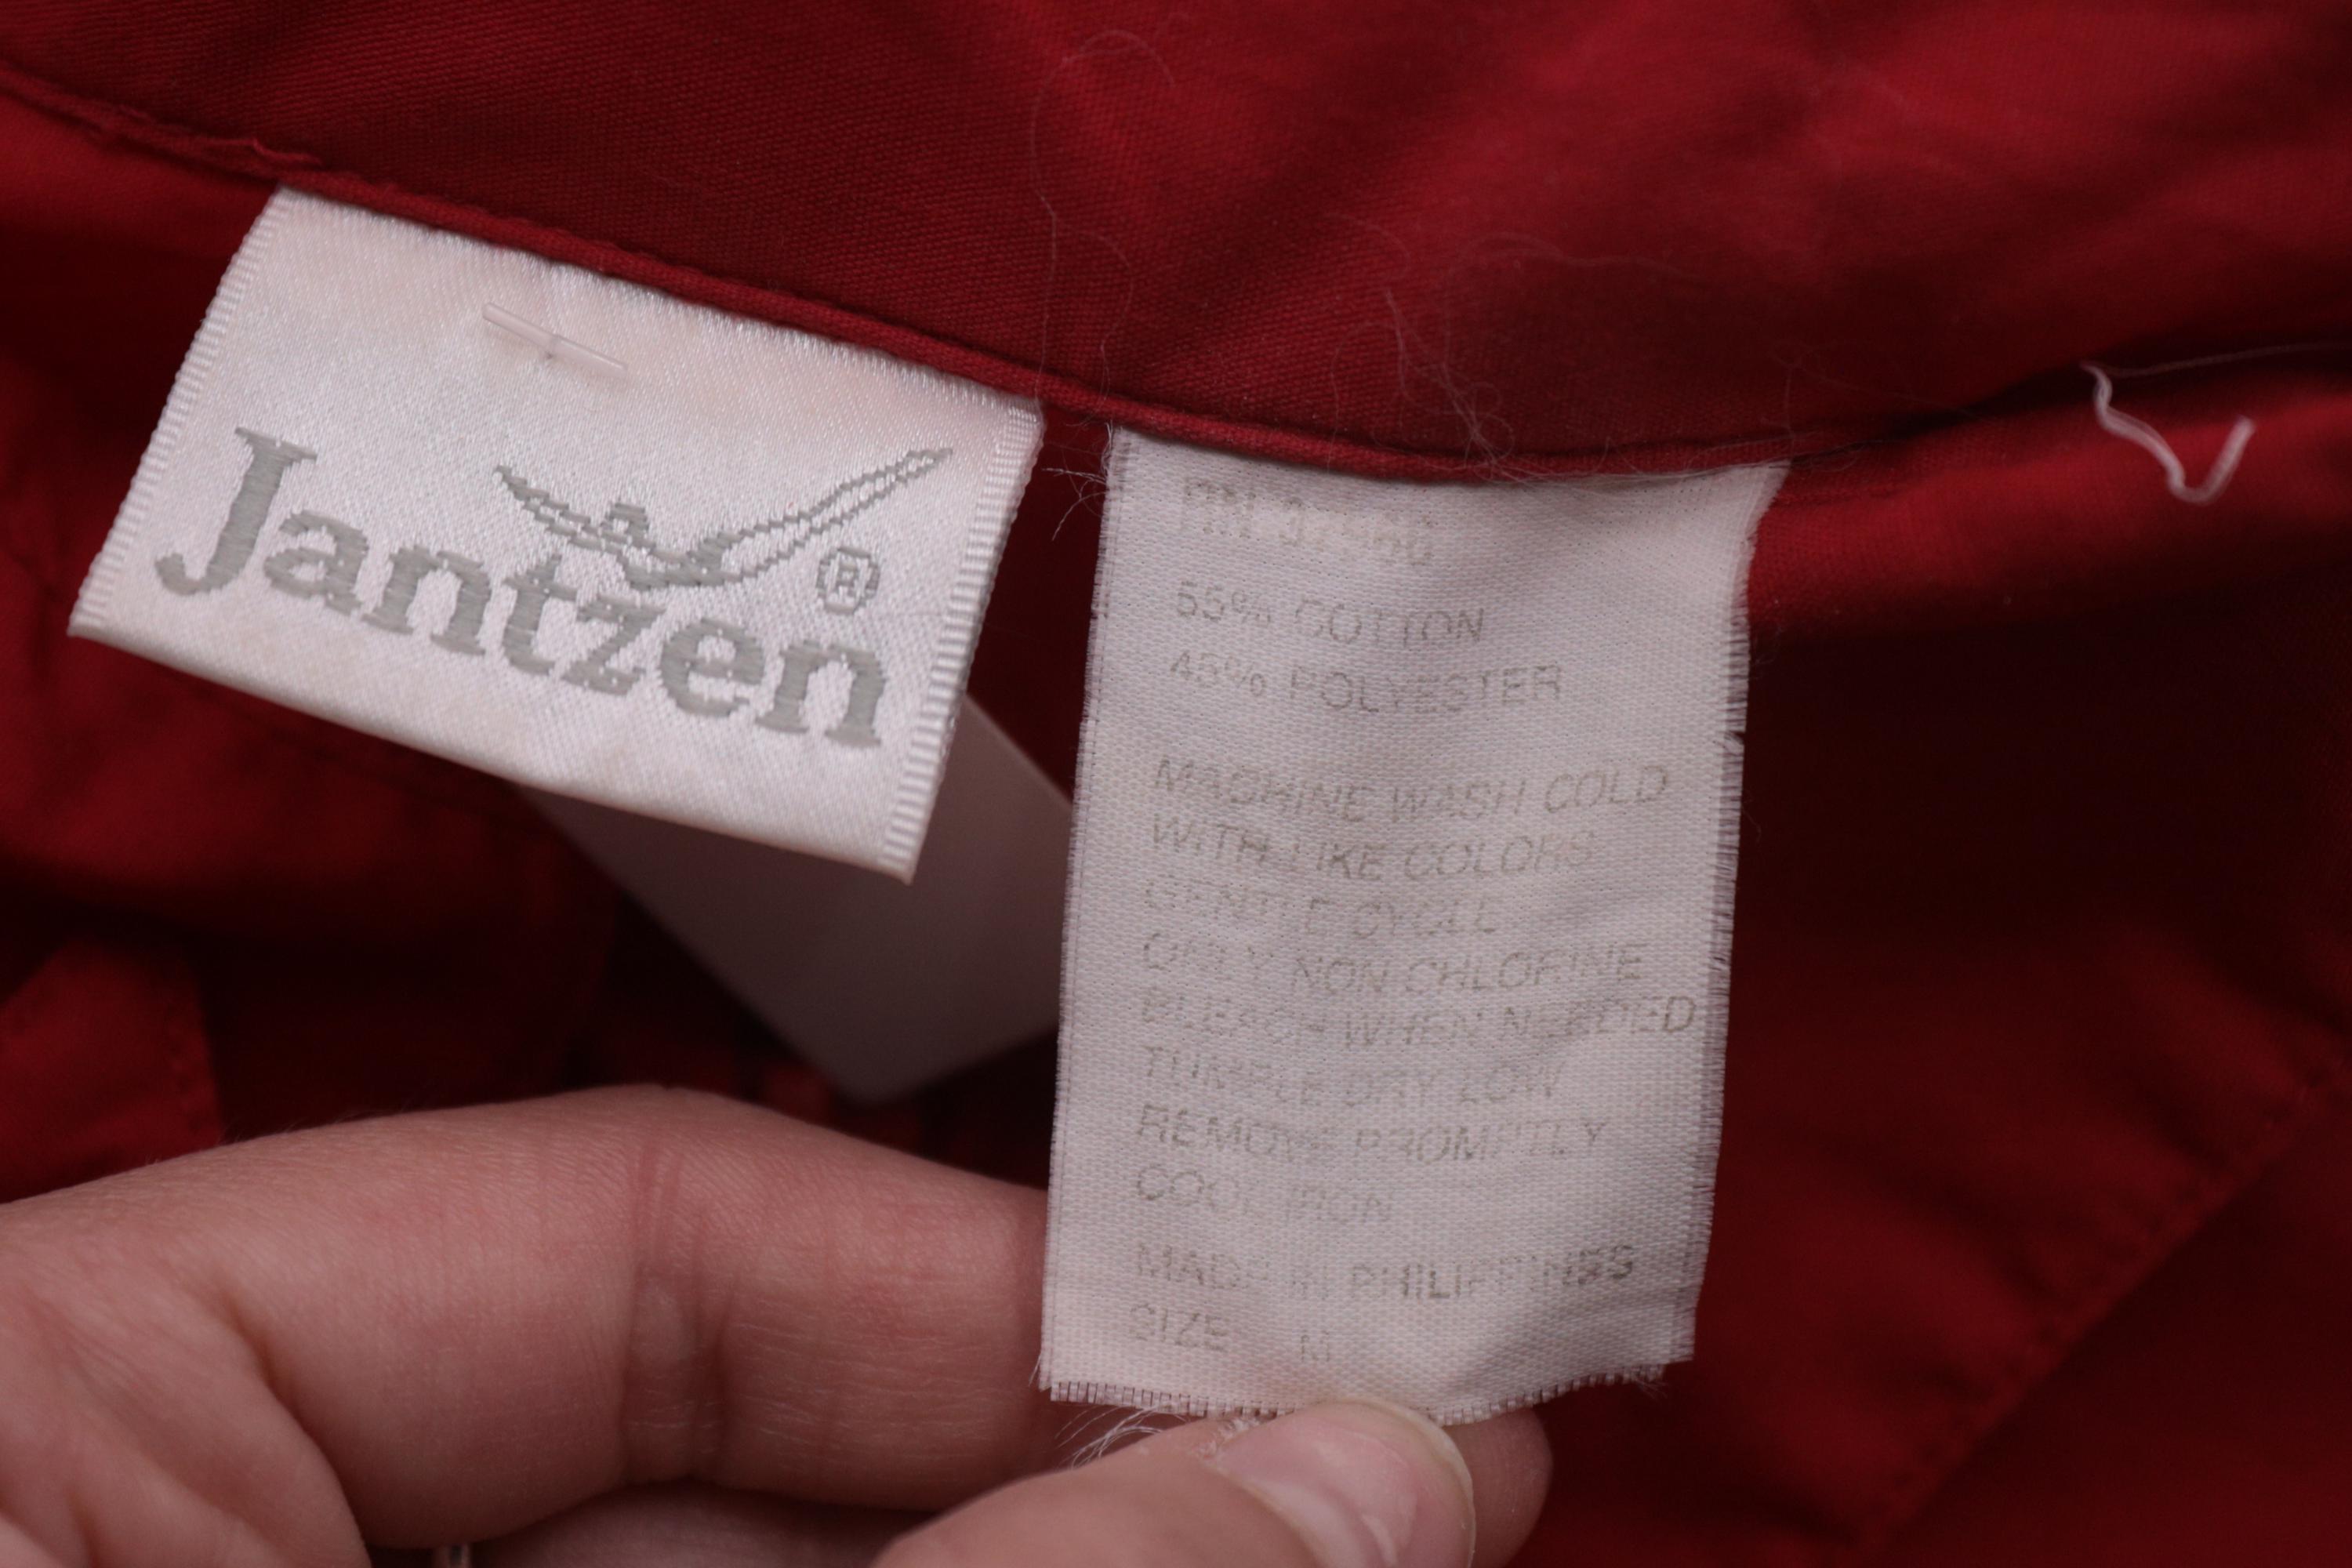 Jantzen ®
55% COTTON
45% POLYESTER
MACHINE WASH COLD
WITH LIKE COLORS
GENTLE CYCLE
ONLY NON CHLORINE
BLEACH WHEN NEEDED
TUMBLE DRY LOW
REMOVE PROMPTLY
COOL IRON
MADE IN PHILIPPINES
SIZE M